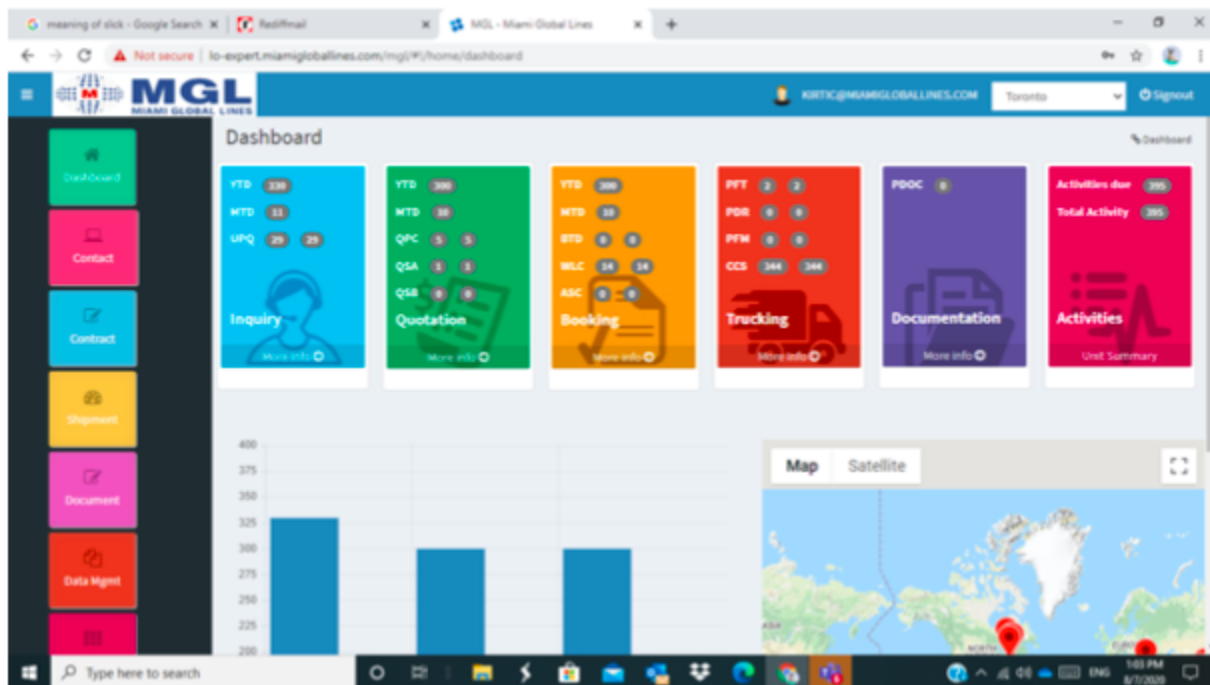 meaning of slick - Google Search
Rediffmail
MGL - Miami Global Lines
Not secure
lo-expert.miamigloballines.com/mgl/#!/home/dashboard
MGL
MIAMI GLOBAL LINES
KIRTIC@MIAMIGLOBALLINES.COM
Toronto
Signout
Dashboard
Dashboard
Dashboard
Contact
Contract
Shipment
Document
Data Mgmt
YTD 330
MTD 11
UPQ 29 29
Inquiry
More info
YTD 300
MTD 10
QPC 5 5
QSA 1 1
QSB 0 0
Quotation
More info
YTD 300
MTD 10
BTD 0 0
WLC 14 14
ASC 0 0
Booking
More info
PFT 2 2
PDR 0 0
PFM 0 0
CCS 344 344
Trucking
More info
PDOC 0
Documentation
More info
Activities due 395
Total Activity 395
Activities
Unit Summary
400
375
350
325
300
275
250
225
200
Map
Satellite
ASIA
NORTH
Type here to search
ENG
1:03 PM
8/7/2020